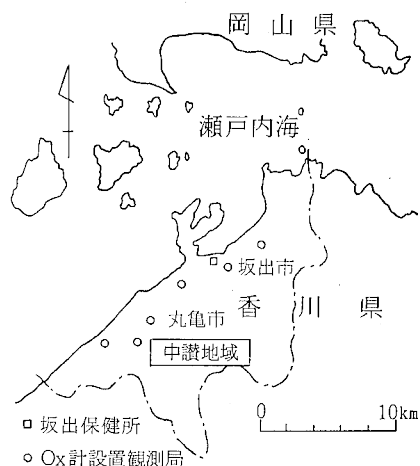 岡山県
瀬戸内海
坂出市
香川県
丸亀市
中讃地域
0 10km
坂出保健所
Ox計設置観測局